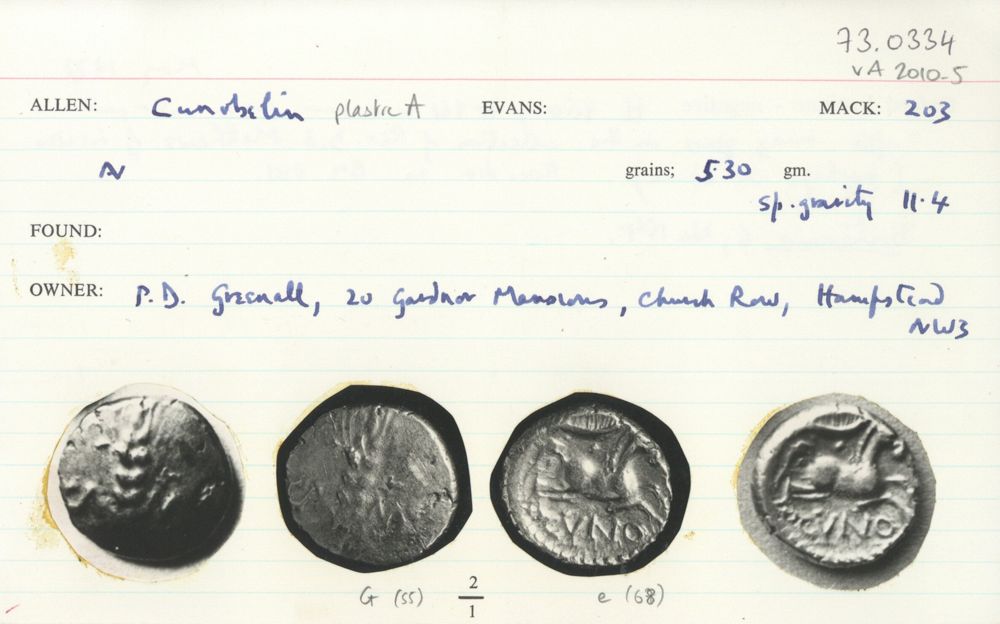 73.0334
VA 2010-5
ALLEN: Cunobelin plastic A EVANS: MACK: 203
AV grains; 5.30 gm.
sp. gravity 11.4
FOUND:
OWNER: P.D. Greenall, 20 Gardnor Mansions, Church Row, Hampstead
NW3
CVNO
CVNO
G (55) 2/1 e (68)